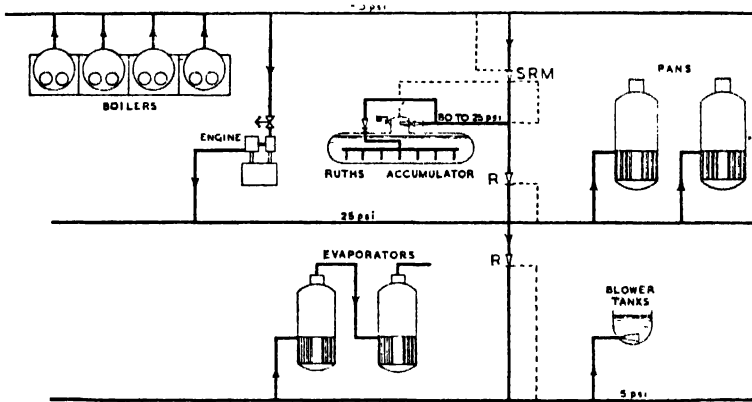 SRM
PANS
BOILERS
ENGINE
80 TO 25 psi
RUTHS ACCUMULATOR
R
25 psi
EVAPORATORS
R
BLOWER
TANKS
5 psi